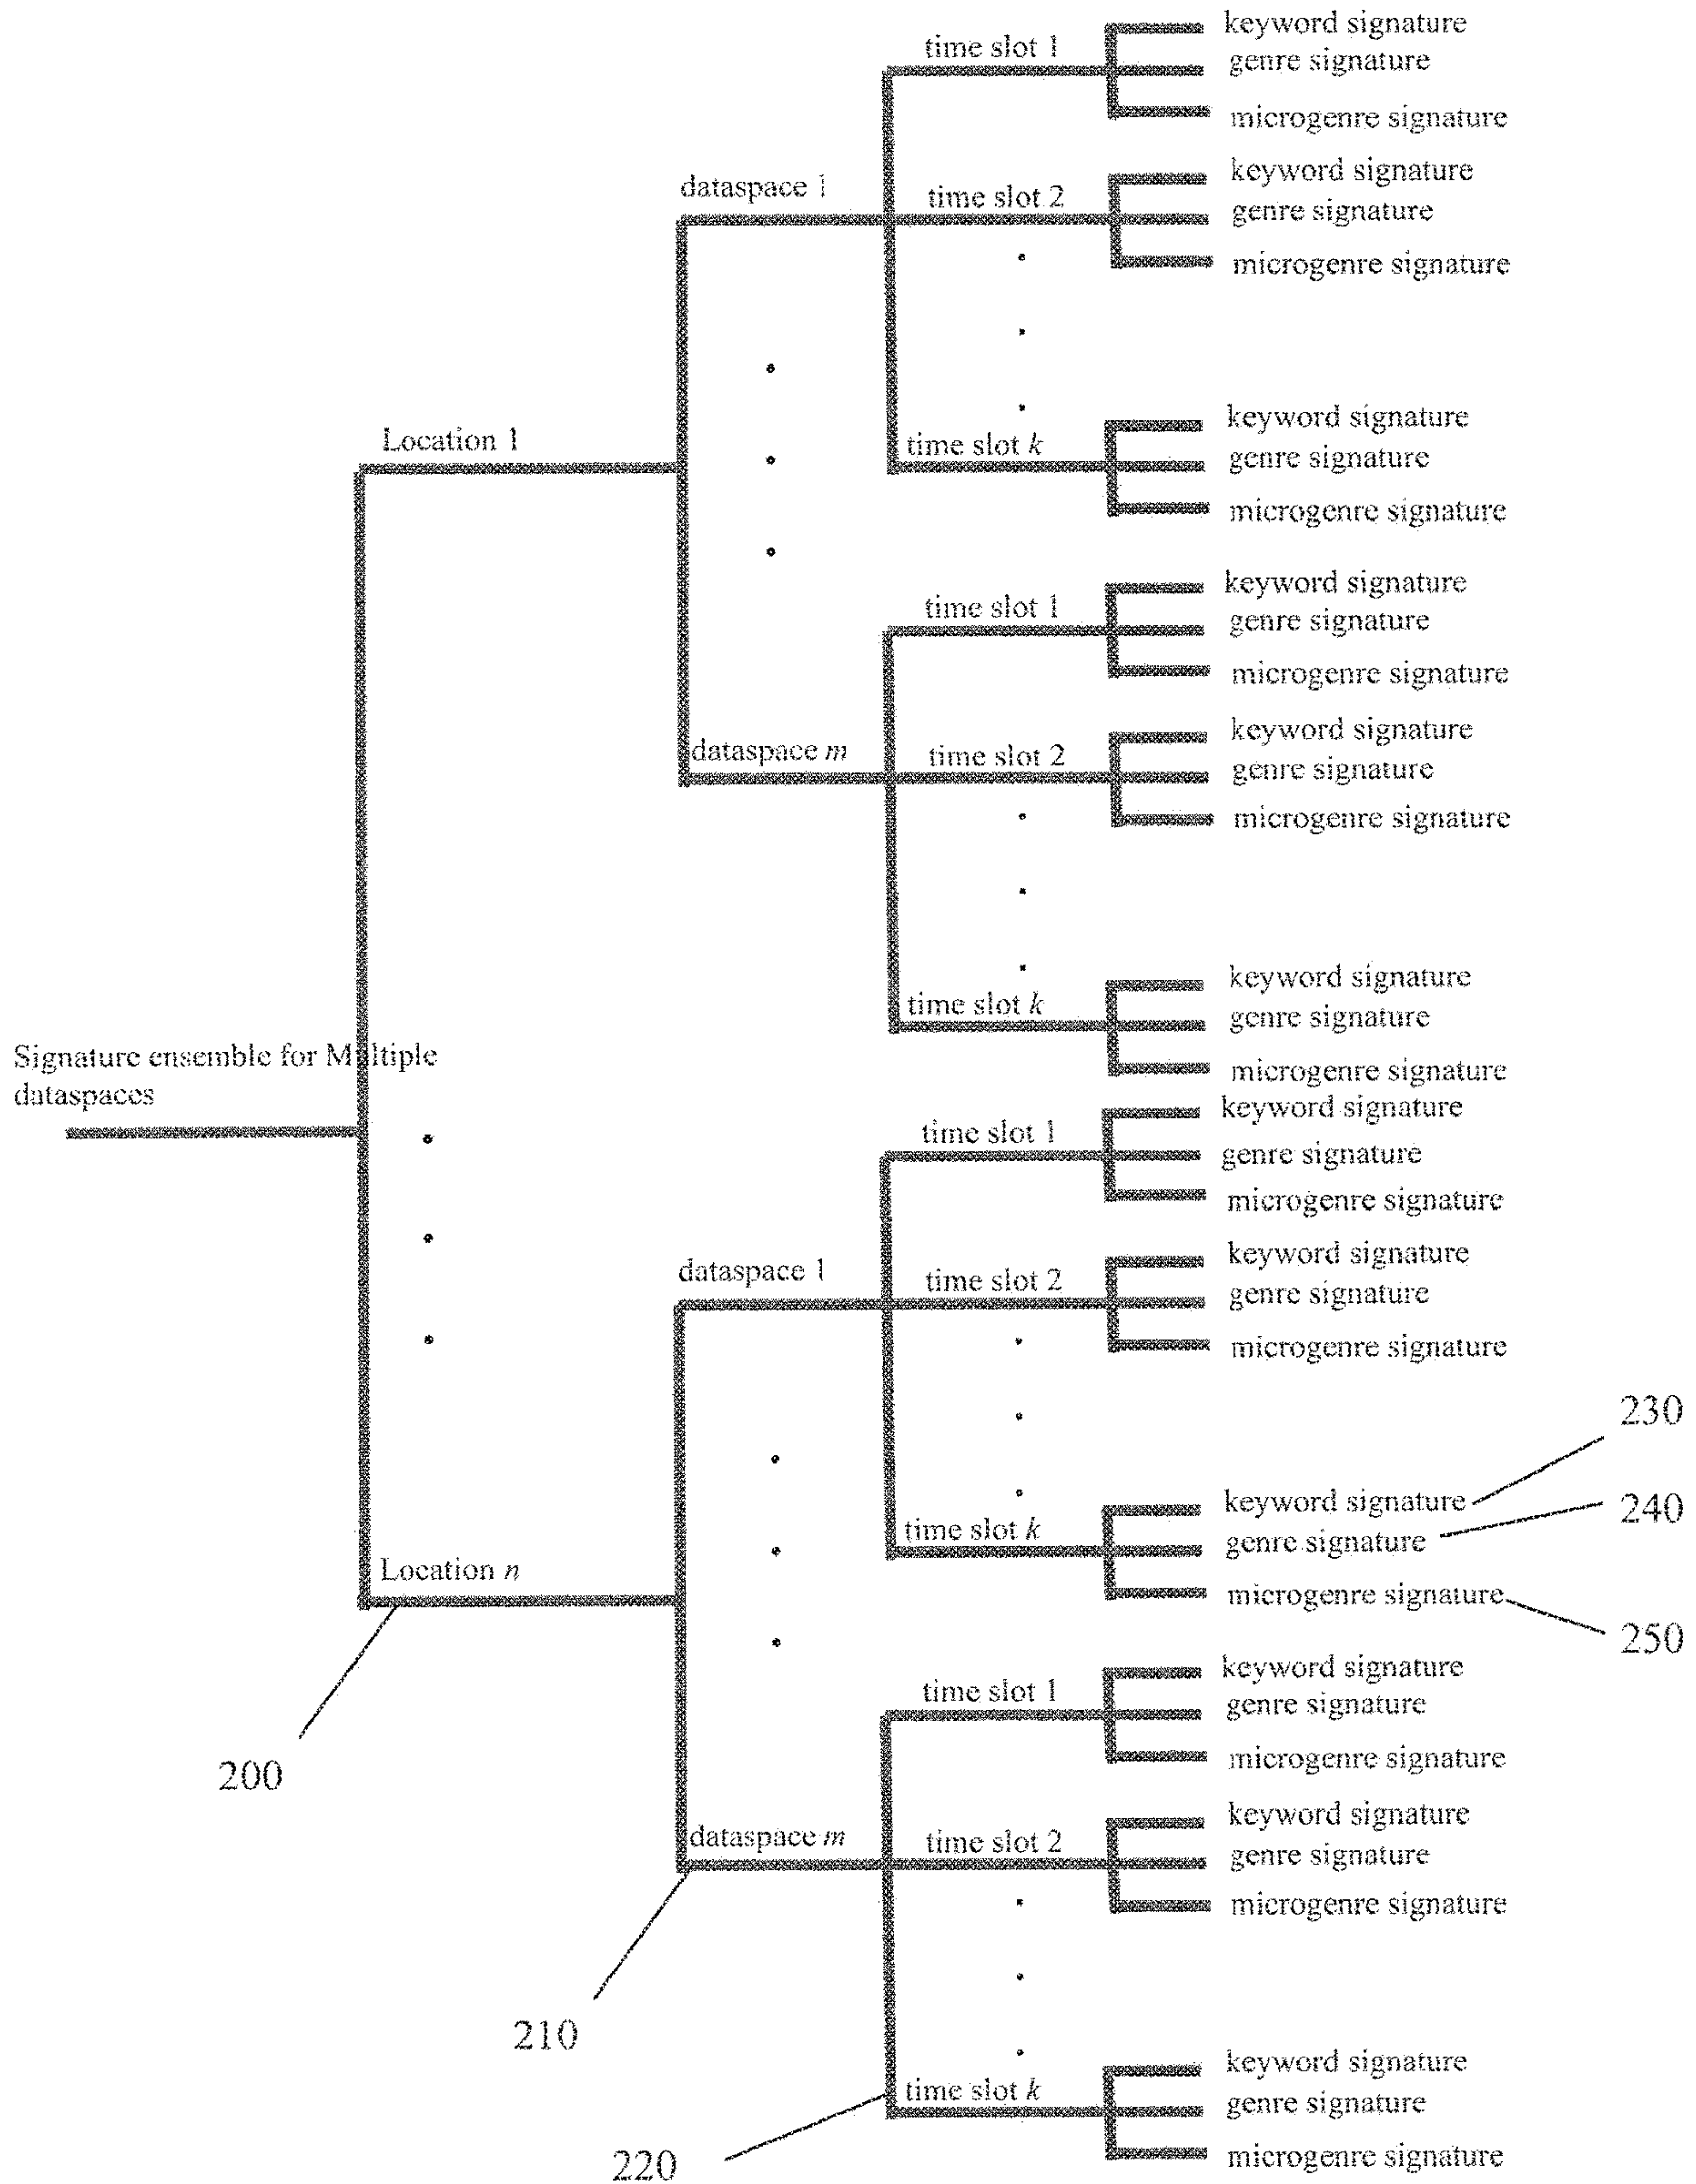 keyword signature
time slot 1
genre signature
microgenre signature
keyword signature
dataspace 1
time slot 2
genre signature
microgenre signature
keyword signature
Location 1
time slot k
genre signature
microgenre signature
keyword signature
time slot 1
genre signature
microgenre signature
keyword signature
dataspace m
time slot 2
genre signature
microgenre signature
keyword signature
time slot k
genre signature
Signature ensemble for Multiple
dataspaces
microgenre signature
keyword signature
time slot 1
genre signature
microgenre signature
keyword signature
dataspace 1
time slot 2
genre signature
microgenre signature
230
keyword signature
240
time slot k
genre signature
Location n
microgenre signature
250
keyword signature
time slot 1
genre signature
microgenre signature
200
keyword signature
dataspace m
time slot 2
genre signature
microgenre signature
210
keyword signature
time slot k
genre signature
microgenre signature
220